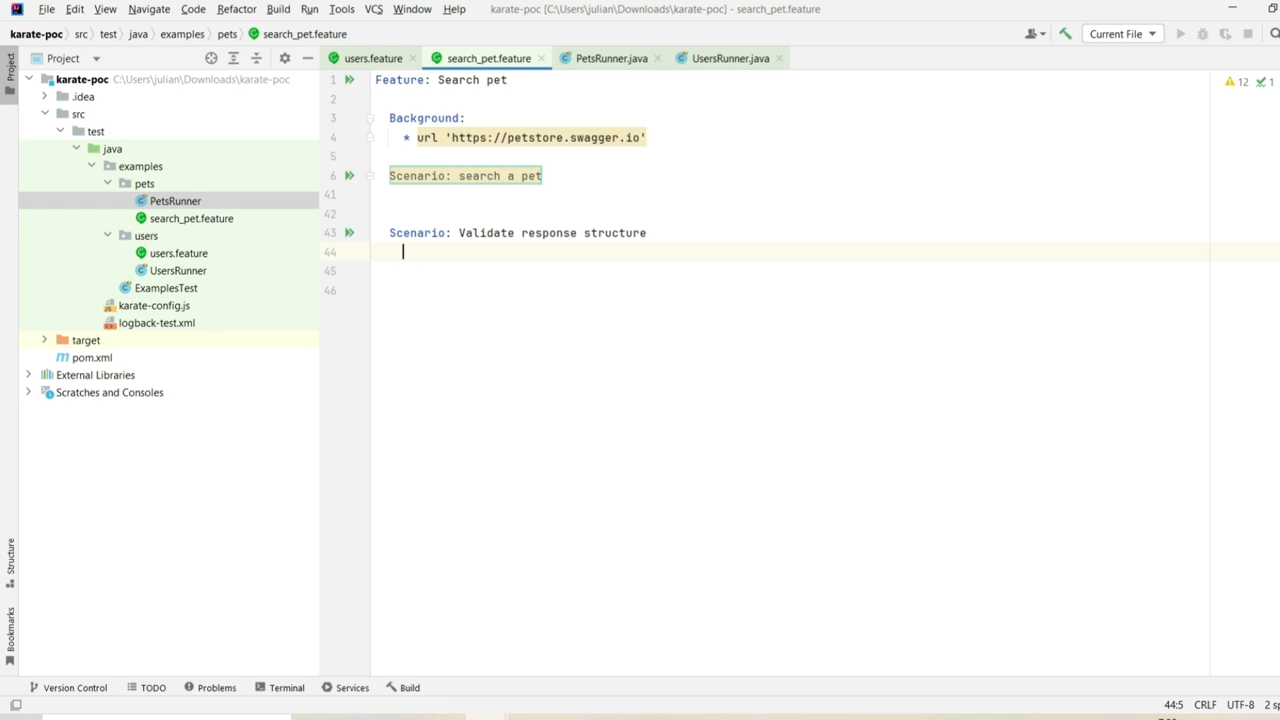 File Edit View Navigate Code Refactor Build Run Tools VCS Window Help karate-poc [C:\Users\julian\Downloads\karate-poc] - search_pet.feature
karate-poc src test java examples pets search_pet.feature Current File
Project users.feature search_pet.feature PetsRunner.java UsersRunner.java
Project
karate-poc C:\Users\julian\Downloads\karate-poc
.idea
src
test
java
examples
pets
PetsRunner
search_pet.feature
users
users.feature
UsersRunner
ExamplesTest
karate-config.js
logback-test.xml
target
pom.xml
External Libraries
Scratches and Consoles
1 Feature: Search pet
12 1
2
3 Background:
4 * url 'https://petstore.swagger.io'
5
6 Scenario: search a pet
41
42
43 Scenario: Validate response structure
44
45
46
Structure
Bookmarks
Version Control TODO Problems Terminal Services Build
44:5 CRLF UTF-8